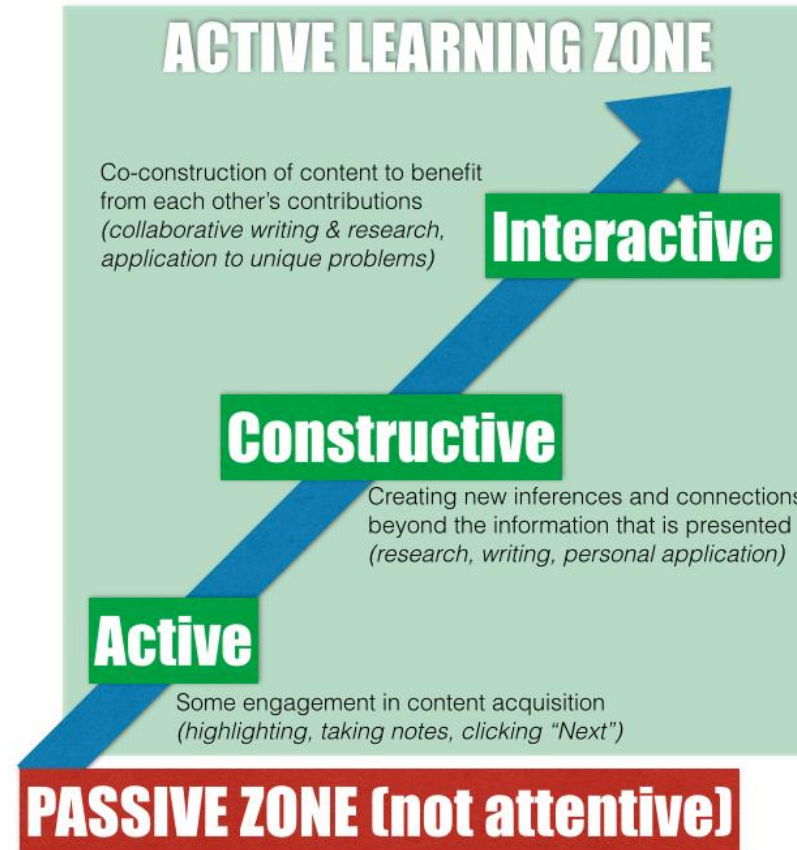 ACTIVE LEARNING ZONE
Co-construction of content to benefit
from each other's contributions
(collaborative writing & research,
application to unique problems)
Interactive
Constructive
Creating new inferences and connections
beyond the information that is presented
(research, writing, personal application)
Active
Some engagement in content acquisition
(highlighting, taking notes, clicking “Next”)
PASSIVE ZONE (not attentive)